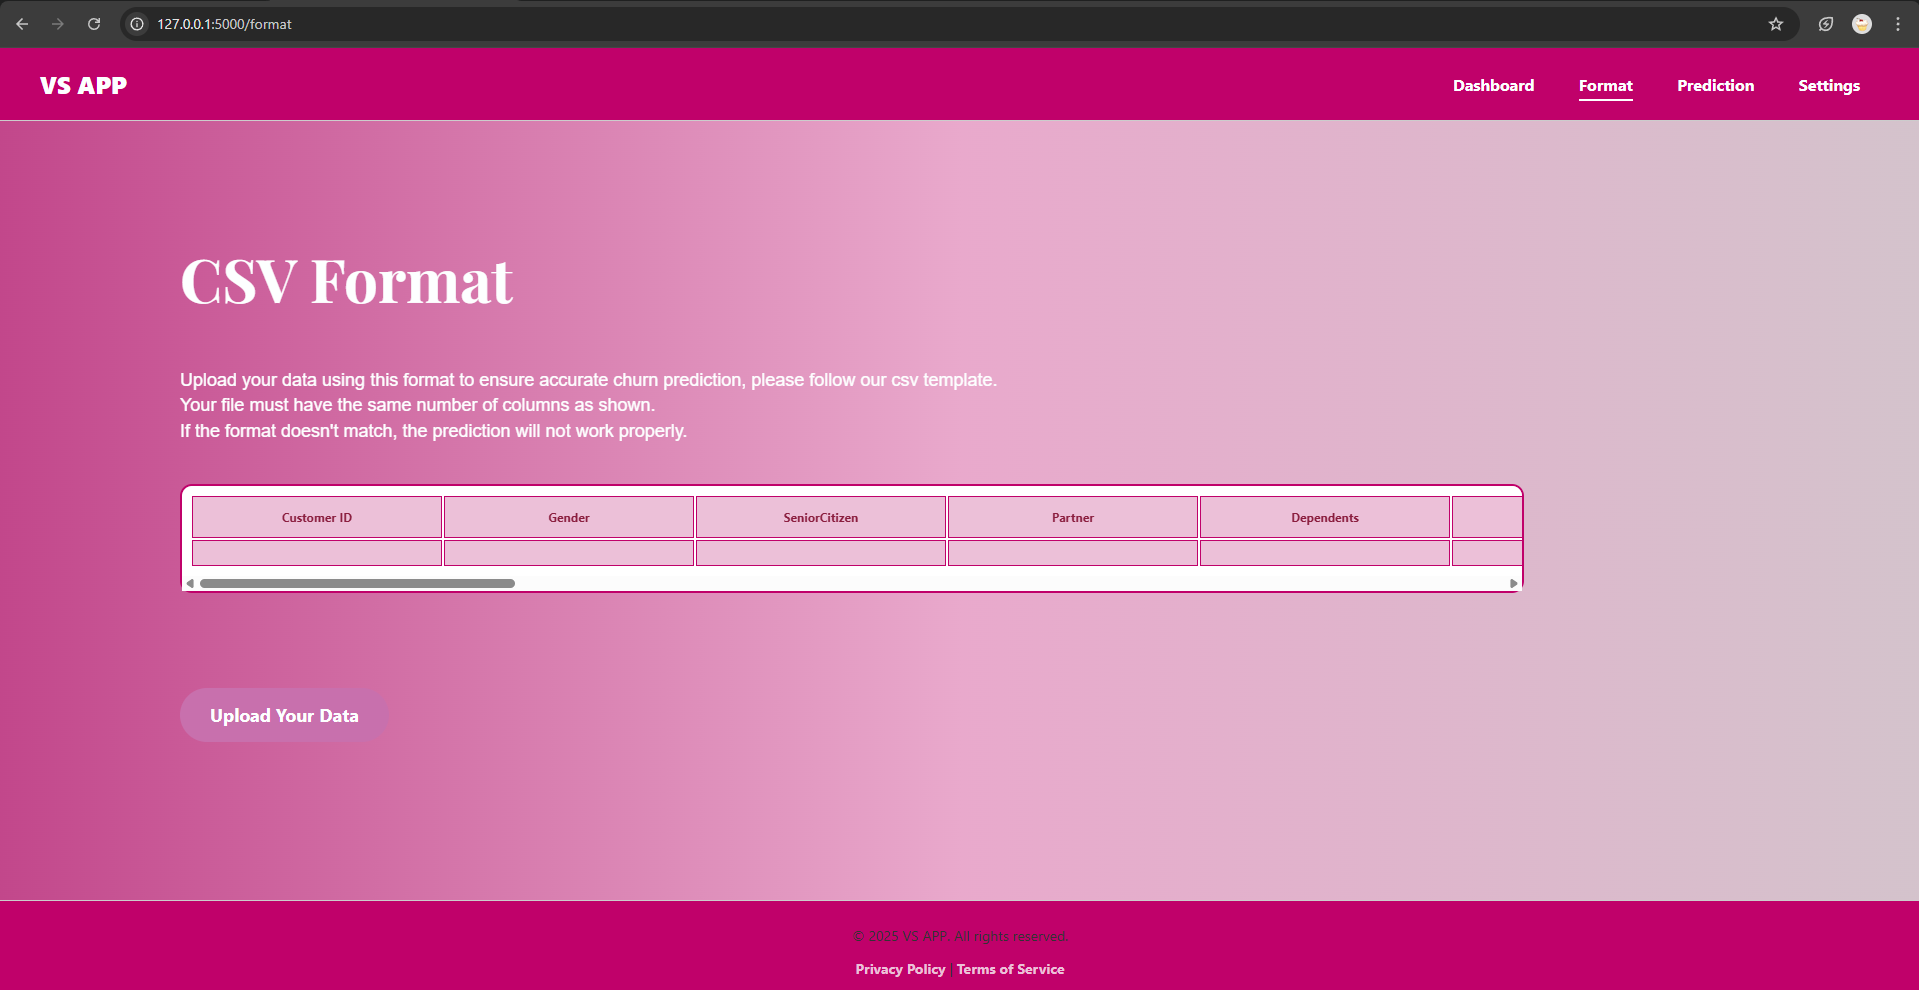 127.0.0.1:5000/format
VS APP
Dashboard
Format
Prediction
Settings
CSV Format
Upload your data using this format to ensure accurate churn prediction, please follow our csv template.
Your file must have the same number of columns as shown.
If the format doesn't match, the prediction will not work properly.
Customer ID
Gender
SeniorCitizen
Partner
Dependents
Upload Your Data
© 2025 VS APP. All rights reserved.
Privacy Policy | Terms of Service